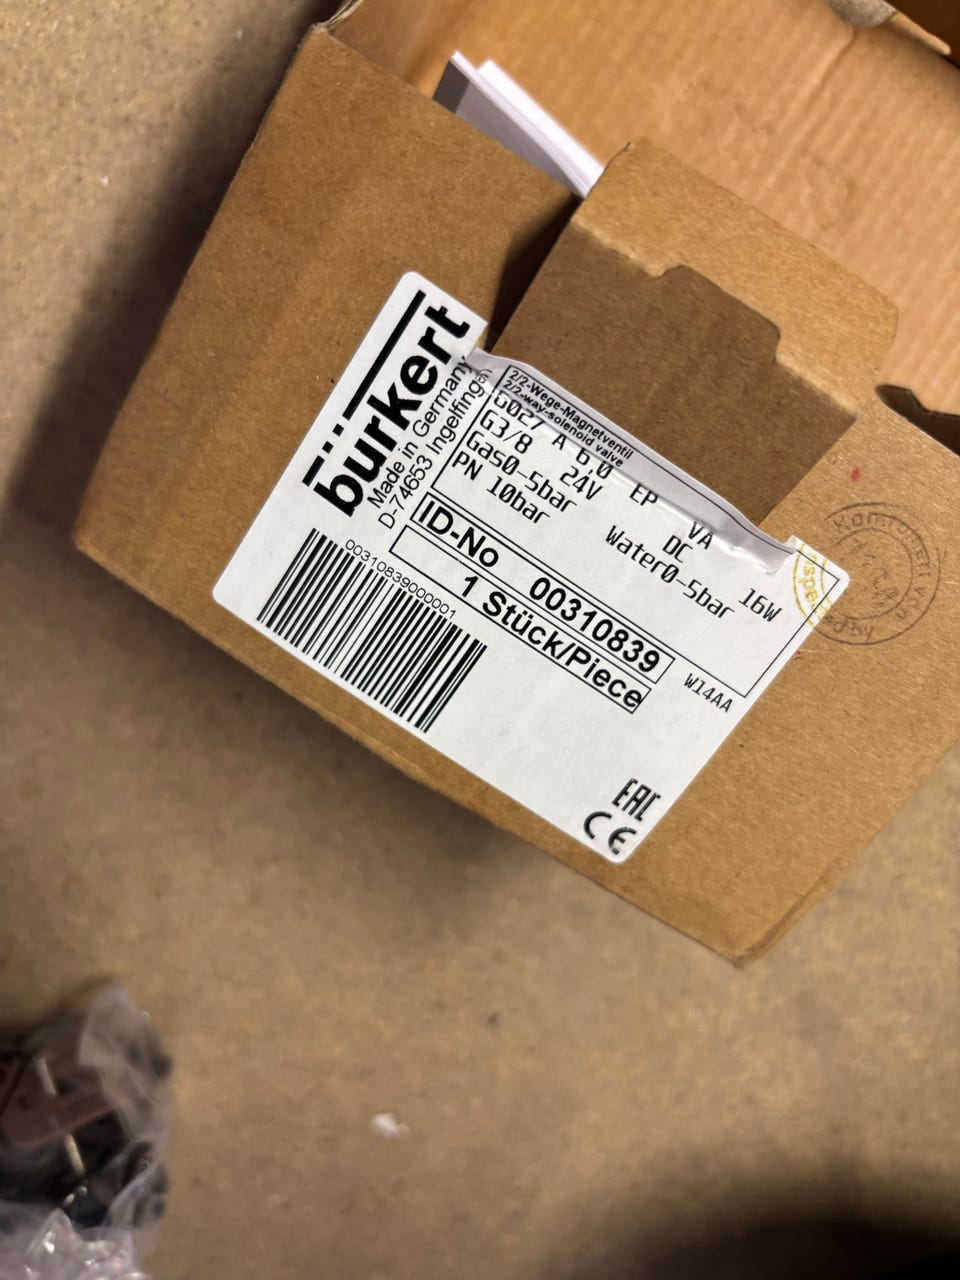 bürkert
Made in Germany
D-74653 Ingelfingen
2/2-Wege-Magnetventil
2/2-way-solenoid valve
6027 A 6,0 EP VA
G3/8 24V DC 16W
Gas0-5bar Water0-5bar
PN 10bar
W14AA
ID-No 00310839
1 Stück/Piece
00310839000001
EAC
CE